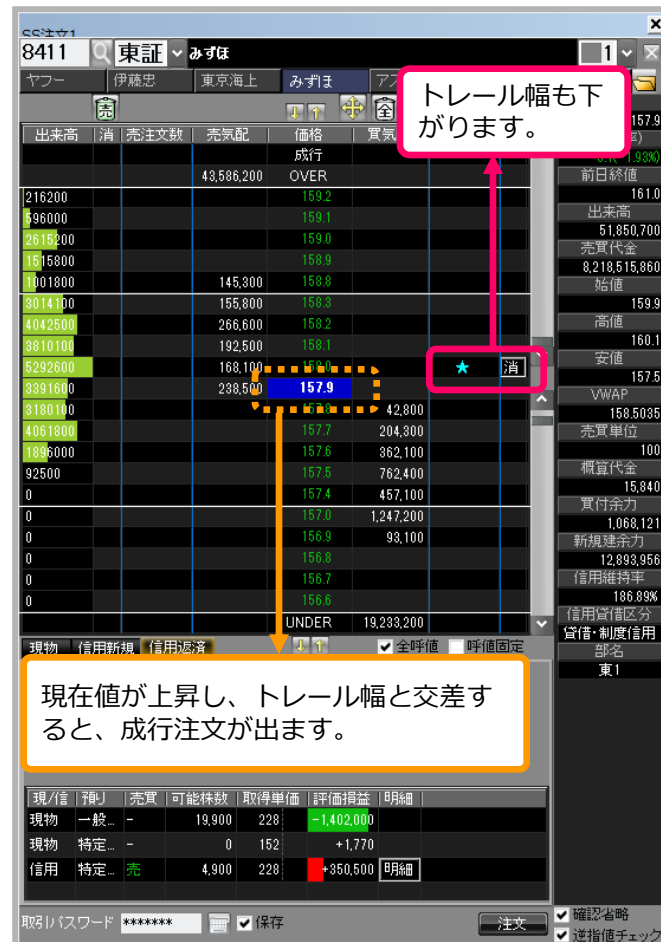 8411 東証 みずほ 1
ヤフー 伊藤忠 東京海上 みずほ
トレール幅も下
がります。
売 全
出来高 消 売注文数 売気配 価格
成行
43,586,200 OVER
216200 159.2
596000 159.1
2615200 159.0
1515800 158.9
1001800 145,300 158.8
3014100 155,800 158.3
4042500 266,600 158.2
3810100 192,500 158.1
5292600 168,100 ★ 消
3391600 238,500 157.9
3180100 42,800
4061800 157.7 204,300
1896000 157.6 362,100
92500 157.5 762,400
0 157.4 457,100
0 157.0 1,247,200
0 156.9 93,100
0 156.8
0 156.7
0 156.6
UNDER 19,233,200
157.9
前日終値
161.0
出来高
51,850,700
売買代金
8,218,515,860
始値
159.9
高値
160.1
安値
157.5
VWAP
158.5035
売買単位
100
概算代金
15,840
買付余力
1,068,121
新規建余力
12,893,956
信用維持率
186.89%
信用貸借区分
貸借・制度信用
部名
東1
現物 信用新規 信用返済 全呼値 呼値固定
現在値が上昇し、トレール幅と交差す
ると、成行注文が出ます。
現/信 預り 売買 可能株数 取得単価 評価損益 明細
現物 一般... - 19,900 228 -1,402,000
現物 特定... - 0 152 +1,770
信用 特定... 売 4,900 228 +350,500 明細
取引パスワード ******* 保存 注文
確認省略
逆指値チェック